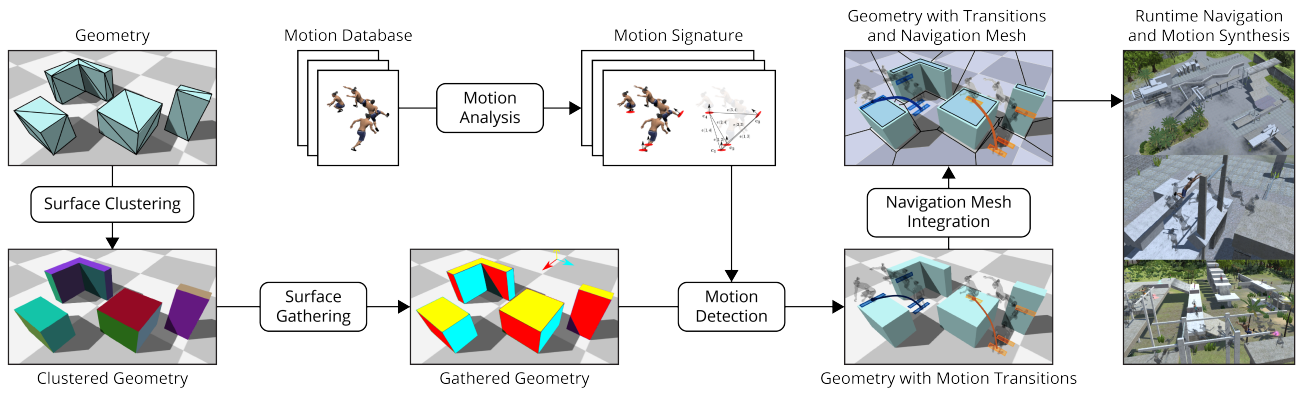 Geometry
Motion Database
Motion Signature
Geometry with Transitions
and Navigation Mesh
Runtime Navigation
and Motion Synthesis
Motion
Analysis
Surface Clustering
Navigation Mesh
Integration
Surface
Gathering
Motion
Detection
Clustered Geometry
Gathered Geometry
Geometry with Motion Transitions